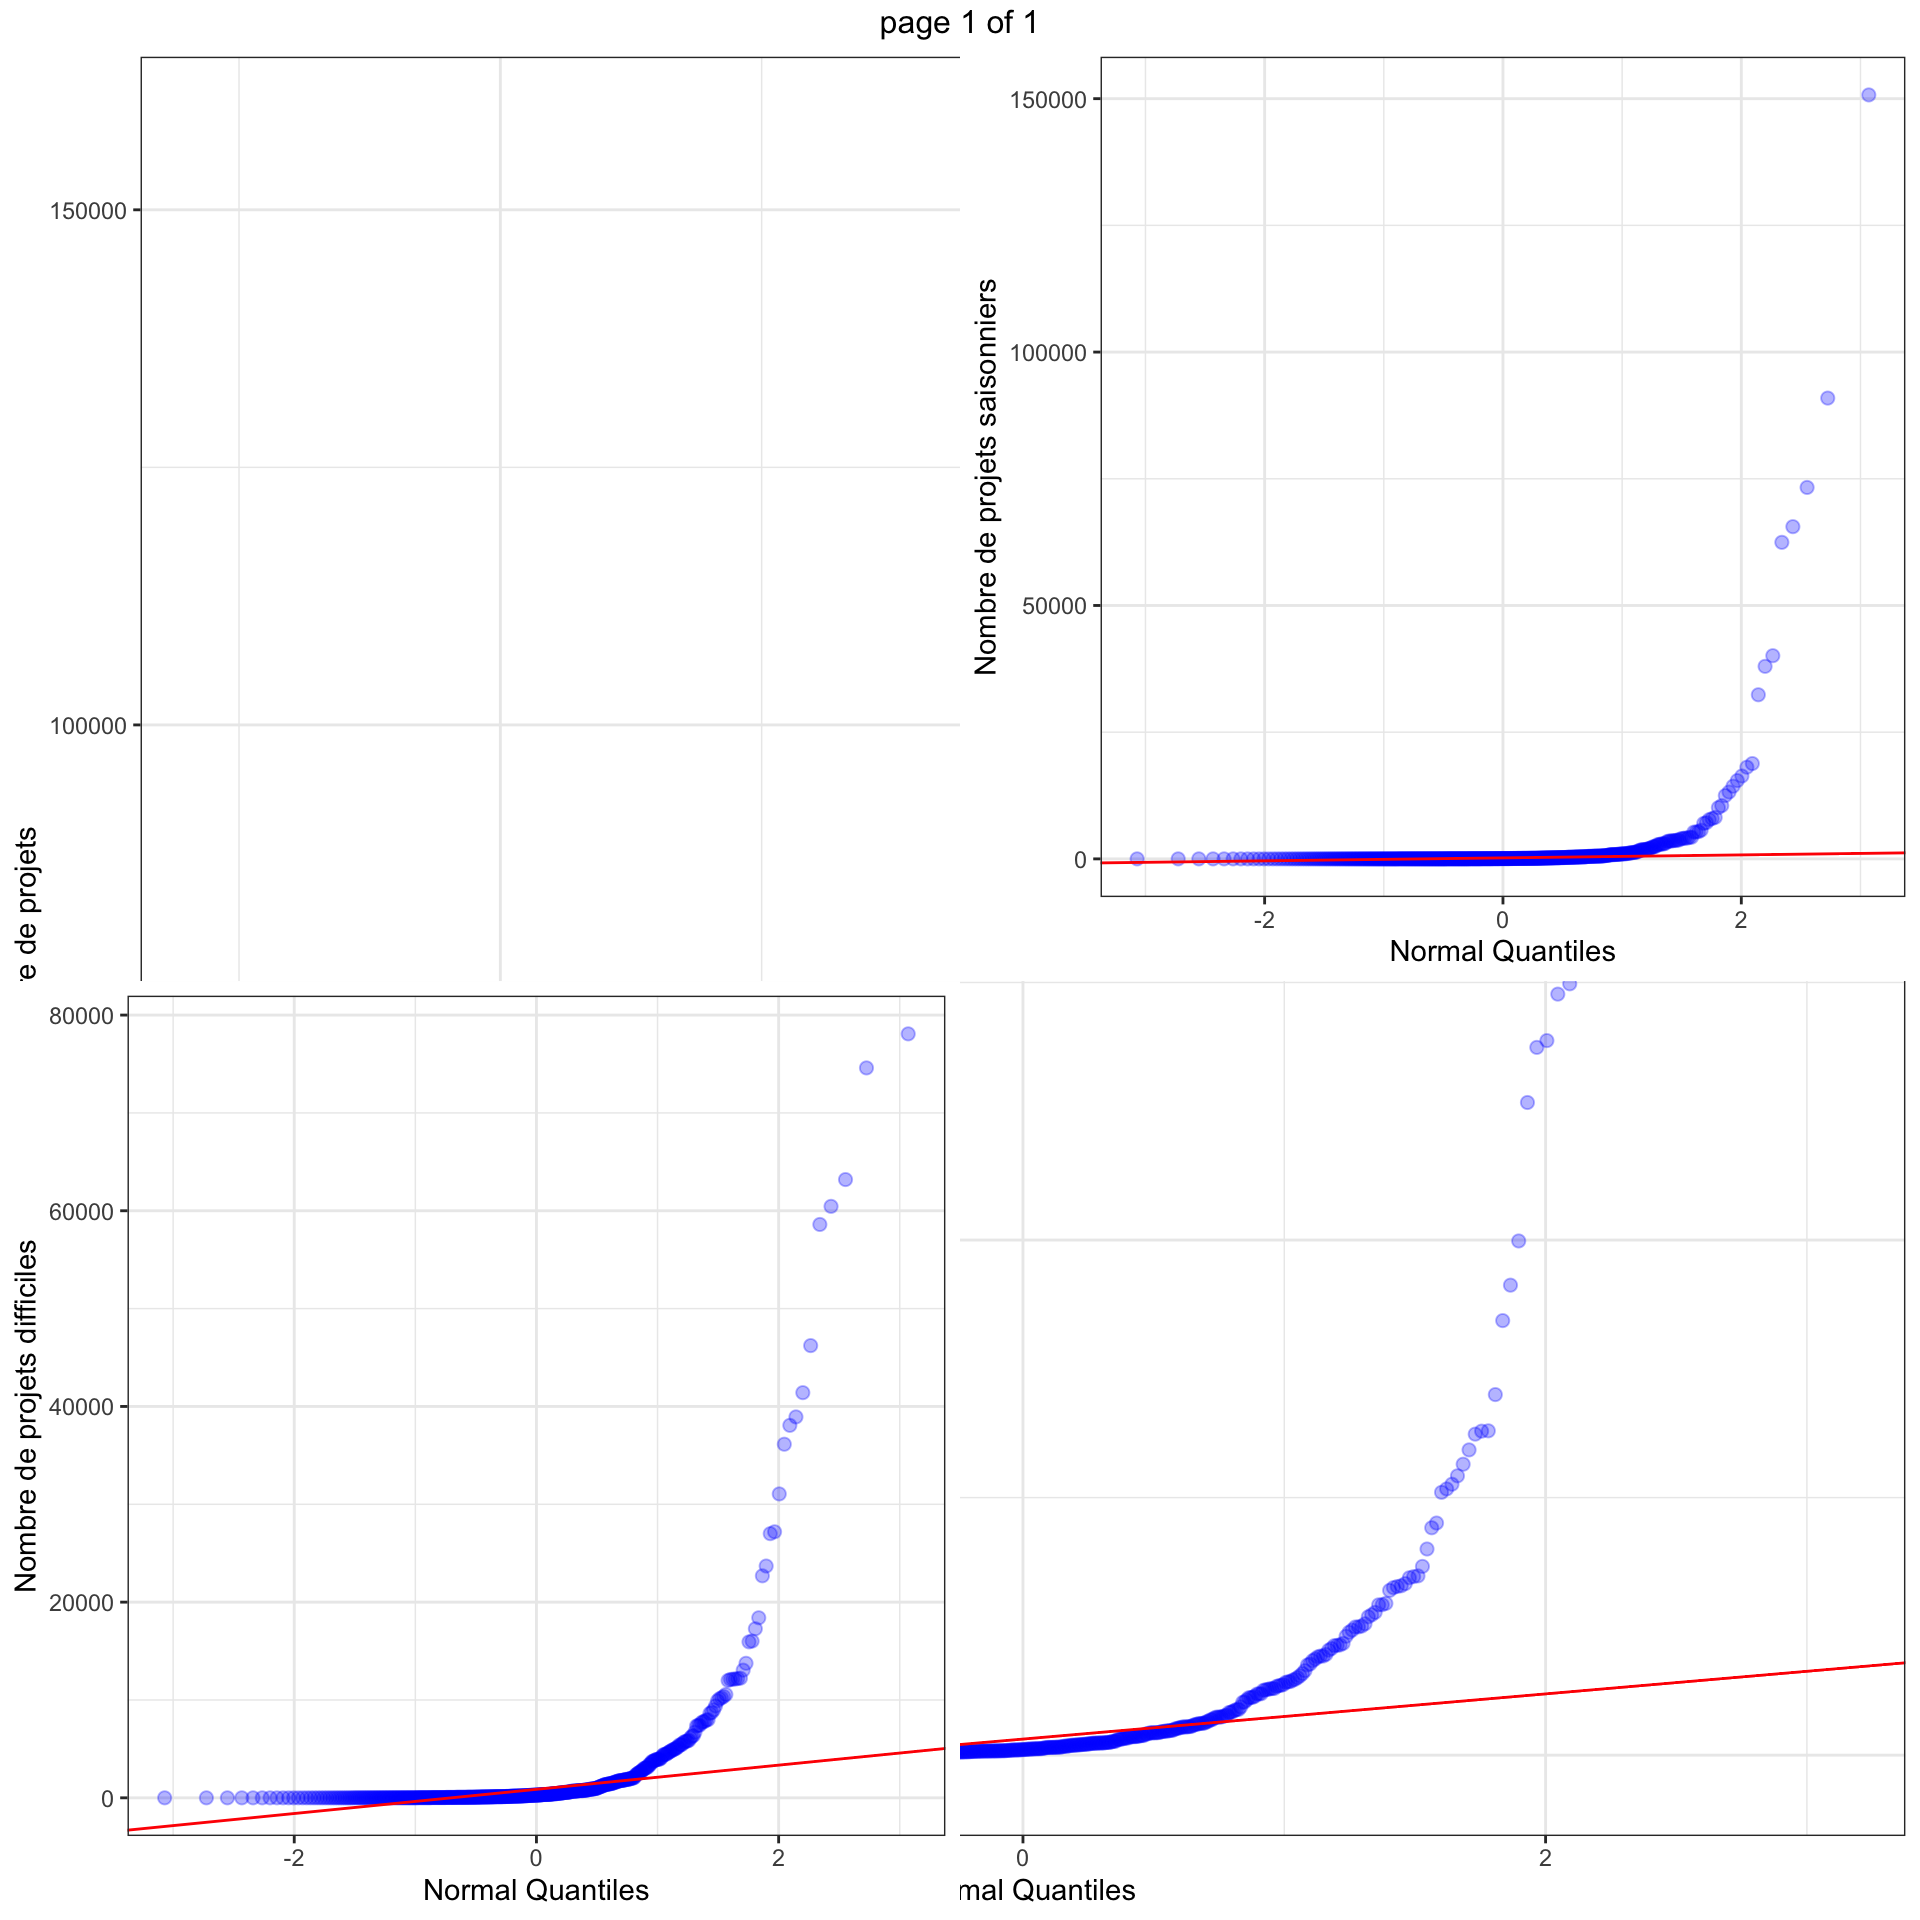 page 1 of 1
150000
100000
re de projets
Nombre de projets saisonniers
150000
100000
50000
0
-2 0 2
Normal Quantiles
Nombre de projets difficiles
80000
60000
40000
20000
0
-2 0 2
Normal Quantiles
0 2
mal Quantiles